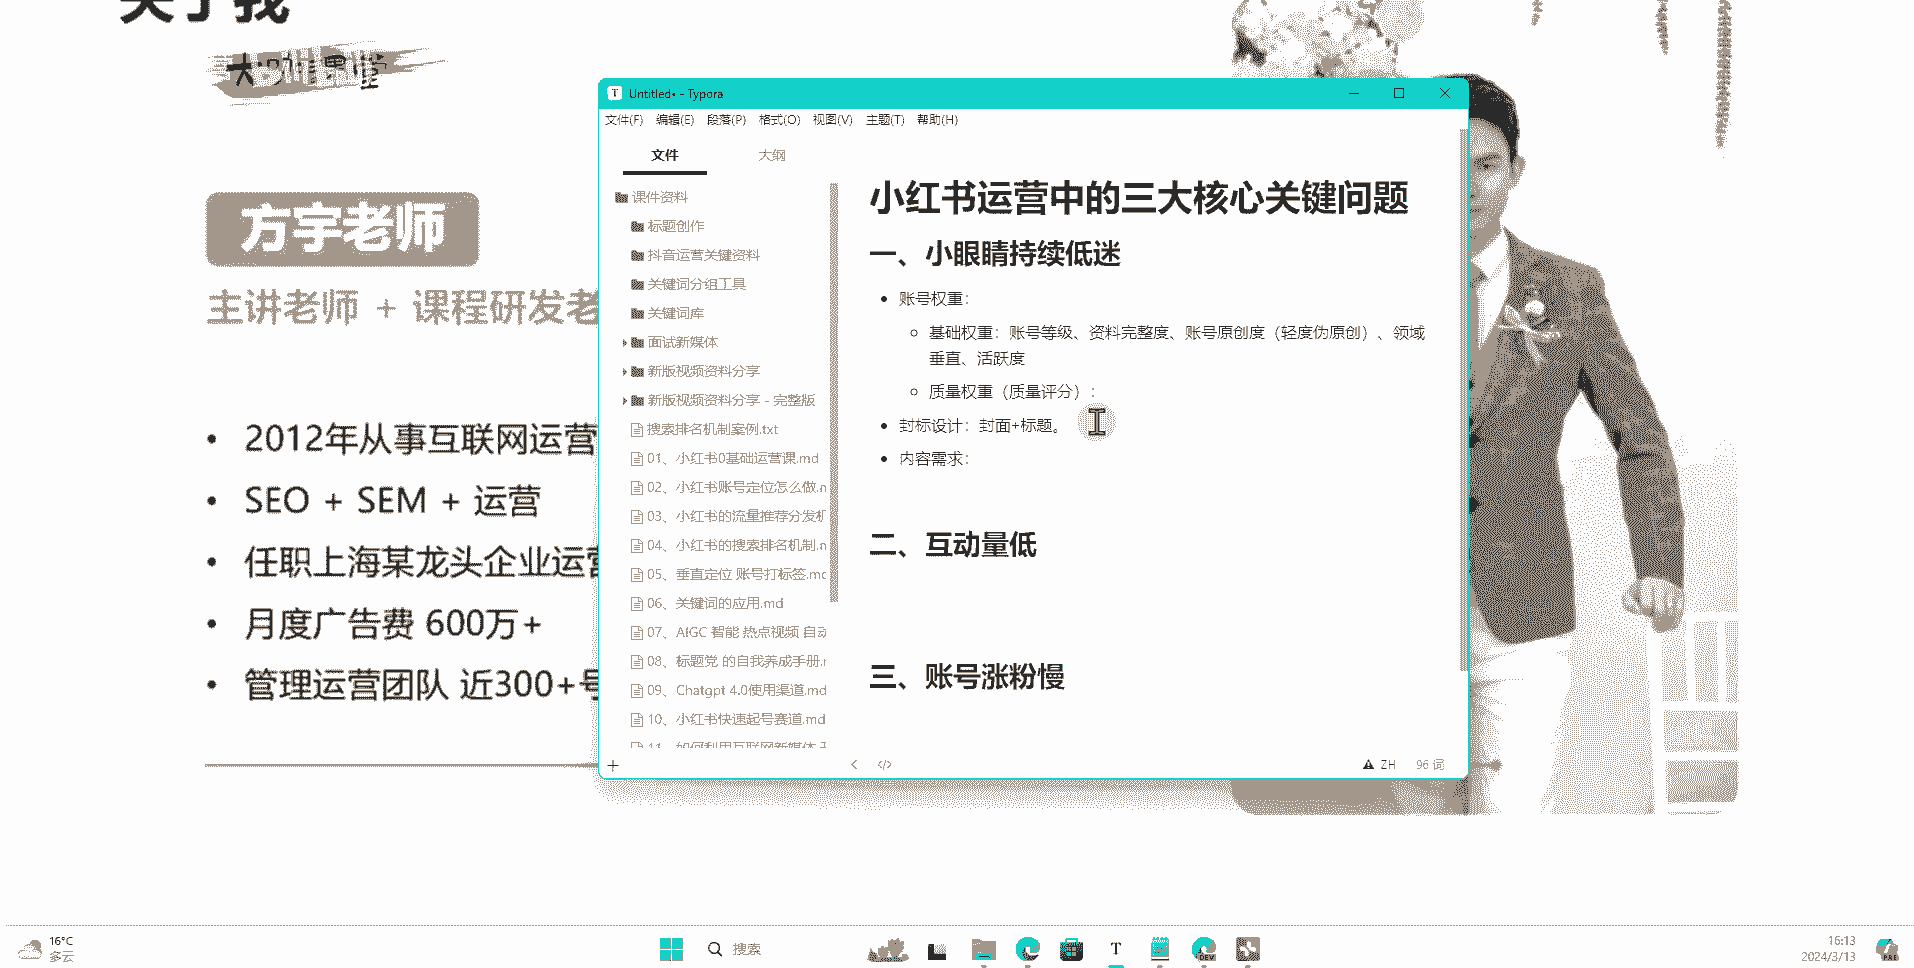 关于我
大鹏课堂
方宇老师
主讲老师 + 课程研发老
• 2012年从事互联网运营
• SEO + SEM + 运营
• 任职上海某龙头企业运营
• 月度广告费 600万+
• 管理运营团队 近300+号
Untitled• - Typora
文件(F) 编辑(E) 段落(P) 格式(O) 视图(V) 主题(T) 帮助(H)
文件 大纲
课件资料
标题创作
抖音运营关键资料
关键词分组工具
关键词库
面试新媒体
新版视频资料分享
新版视频资料分享 - 完整版
搜索排名机制案例.txt
01、小红书0基础运营课.md
02、小红书账号定位怎么做.n
03、小红书的流量推荐分发机
04、小红书的搜索排名机制.n
05、垂直定位 账号打标签.mc
06、关键词的应用.md
07、AIGC 智能 热点视频 自动
08、标题党 的自我养成手册.r
09、Chatgpt 4.0使用渠道.md
10、小红书快速起号赛道.md
11、如何利用互联网新媒体
小红书运营中的三大核心关键问题
一、小眼睛持续低迷
• 账号权重：
基础权重：账号等级、资料完整度、账号原创度（轻度伪原创）、领域
垂直、活跃度
质量权重（质量评分）：
• 封标设计：封面+标题。
• 内容需求：
二、互动量低
三、账号涨粉慢
ZH 96 词
16°C
多云
搜索
T
DEV
16:13
2024/3/13
PRE